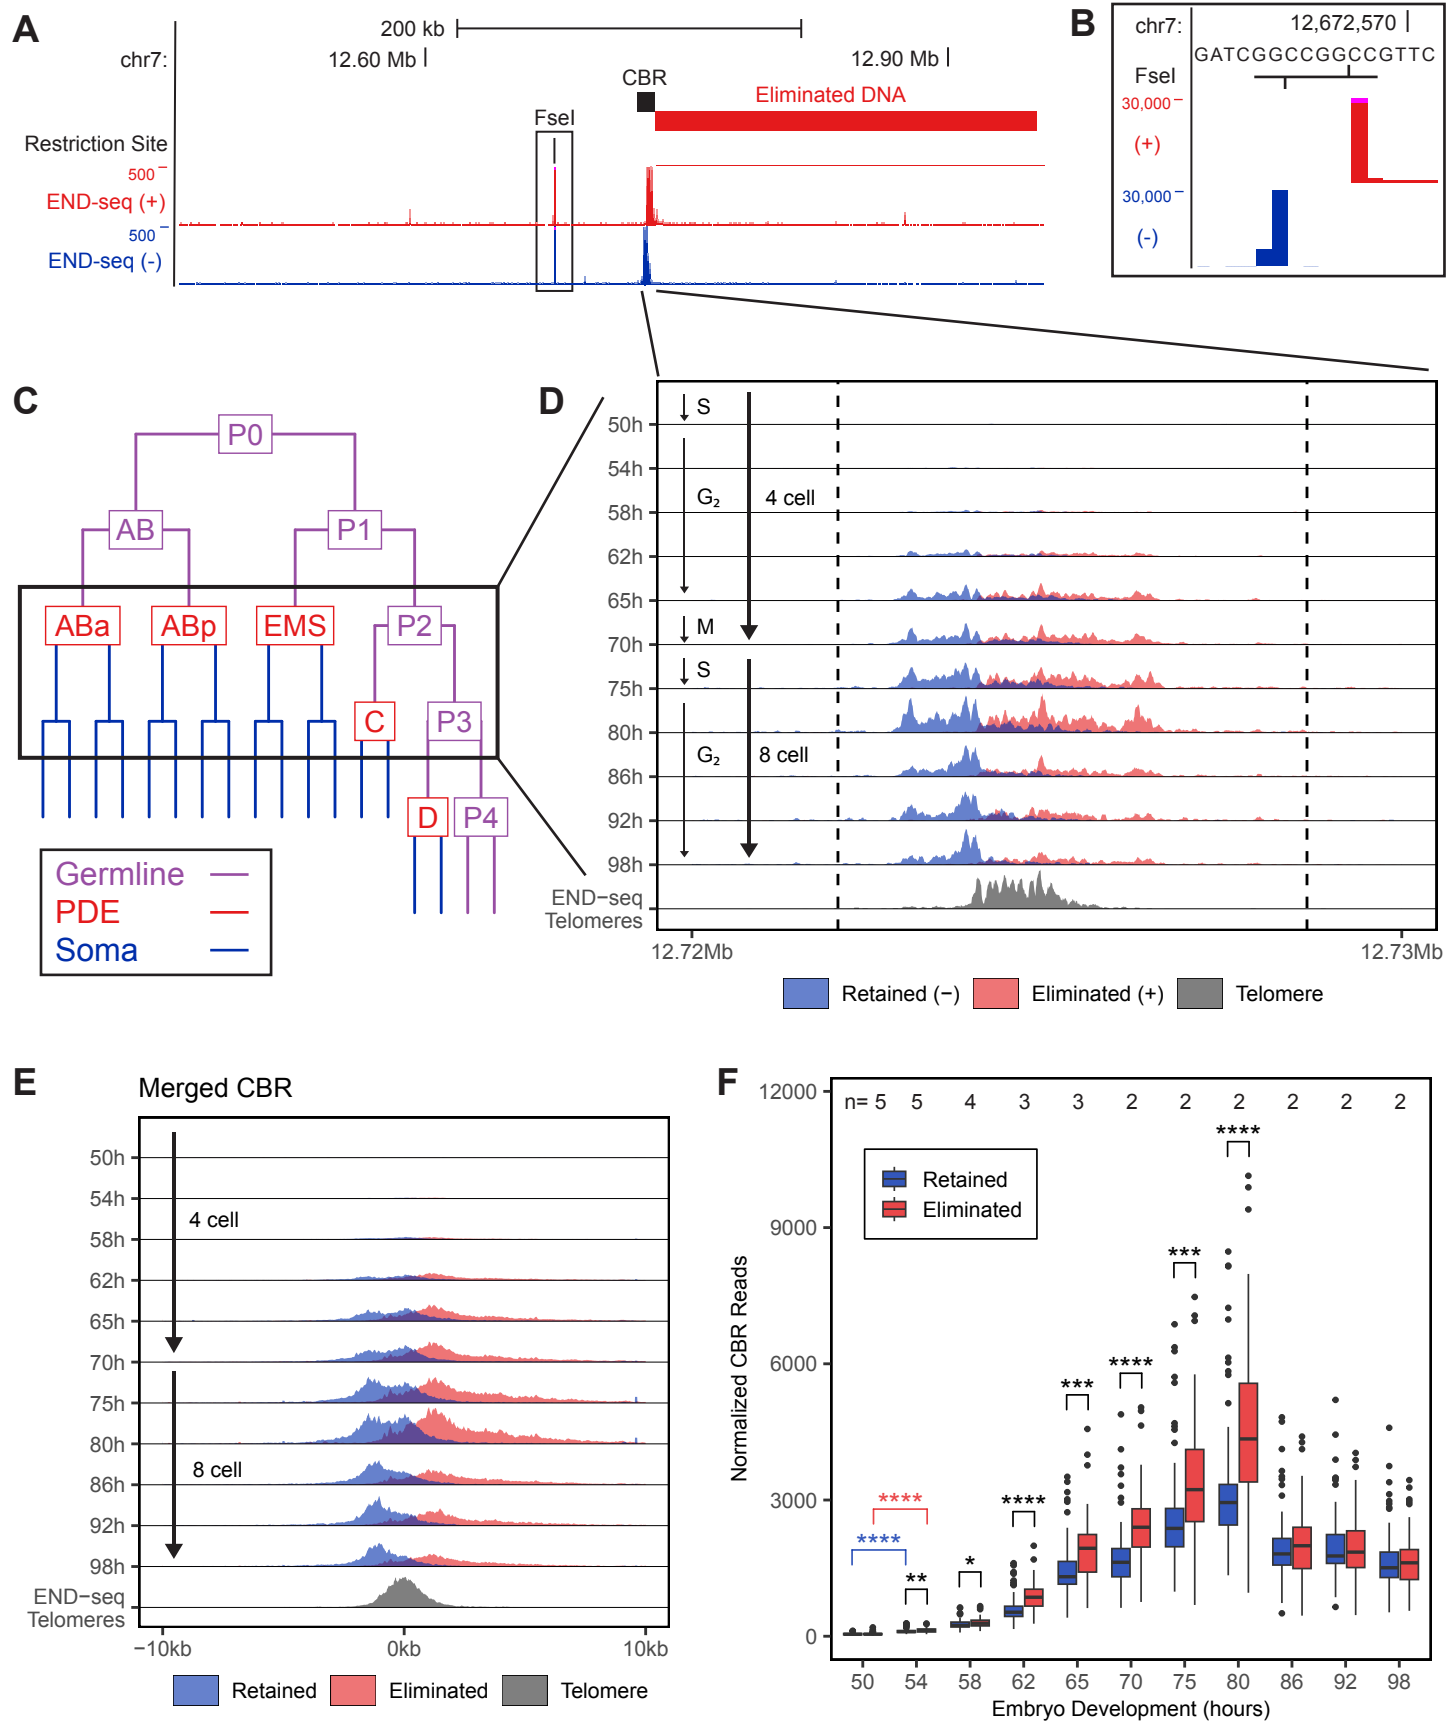 A
200 kb
chr7:
12.60 Mb
12.90 Mb
CBR
Eliminated DNA
FseI
Restriction Site
500
END-seq (+)
500
END-seq (-)
B
chr7:
12,672,570
GATCGGCCGGCCGTTC
FseI
30,000
(+)
30,000
(-)
C
P0
AB
P1
ABa
ABp
EMS
P2
C
P3
D
P4
Germline
PDE
Soma
D
50h
54h
58h
62h
65h
70h
75h
80h
86h
92h
98h
END−seq
Telomeres
S
G₂
4 cell
M
S
G₂
8 cell
12.72Mb
12.73Mb
Retained (−)
Eliminated (+)
Telomere
E
Merged CBR
50h
54h
58h
62h
65h
70h
75h
80h
86h
92h
98h
END−seq
Telomeres
4 cell
8 cell
−10kb
0kb
10kb
Retained
Eliminated
Telomere
F
Normalized CBR Reads
12000
9000
6000
3000
0
n= 5 5 4 3 3 2 2 2 2 2 2
Retained
Eliminated
****
****
**
*
****
***
****
***
****
50 54 58 62 65 70 75 80 86 92 98
Embryo Development (hours)